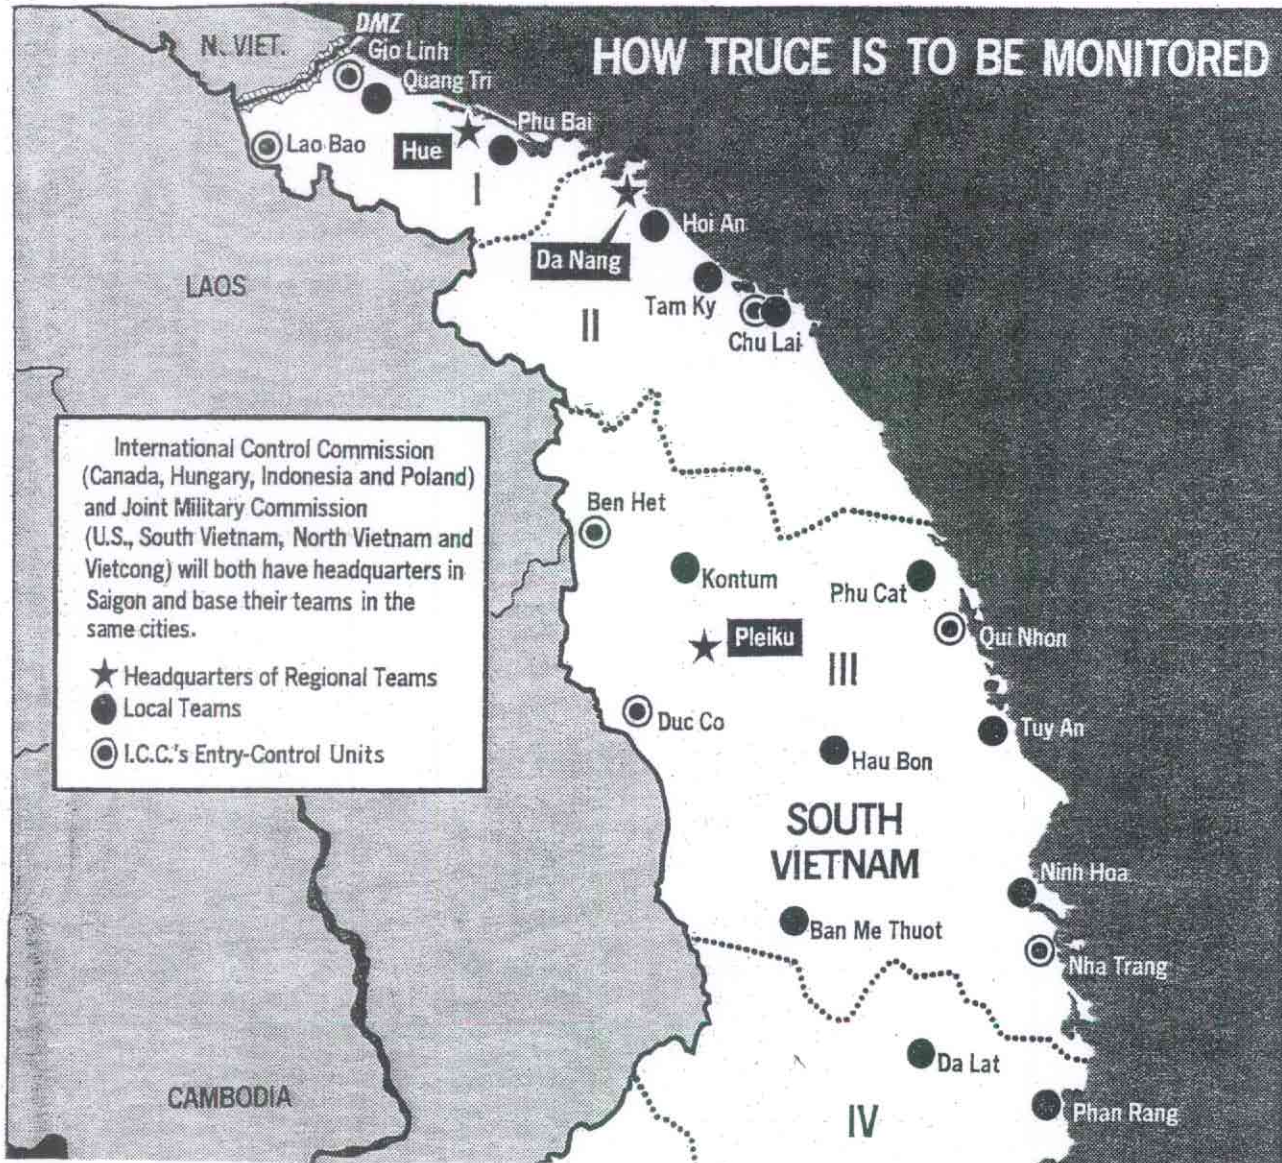 HOW TRUCE IS TO BE MONITORED
DMZ
N. VIET.
Gio Linh
Quang Tri
Lao Bao
Hue
Phu Bai
I
Hoi An
Da Nang
LAOS
Tam Ky
II
Chu Lai
International Control Commission
(Canada, Hungary, Indonesia and Poland)
and Joint Military Commission
(U.S., South Vietnam, North Vietnam and
Vietcong) will both have headquarters in
Saigon and base their teams in the
same cities.
Headquarters of Regional Teams
Local Teams
I.C.C.'s Entry-Control Units
Ben Het
Kontum
Phu Cat
Pleiku
Qui Nhon
III
Duc Co
Tuy An
Hau Bon
SOUTH
VIETNAM
Ninh Hoa
Ban Me Thuot
Nha Trang
Da Lat
CAMBODIA
Phan Rang
IV